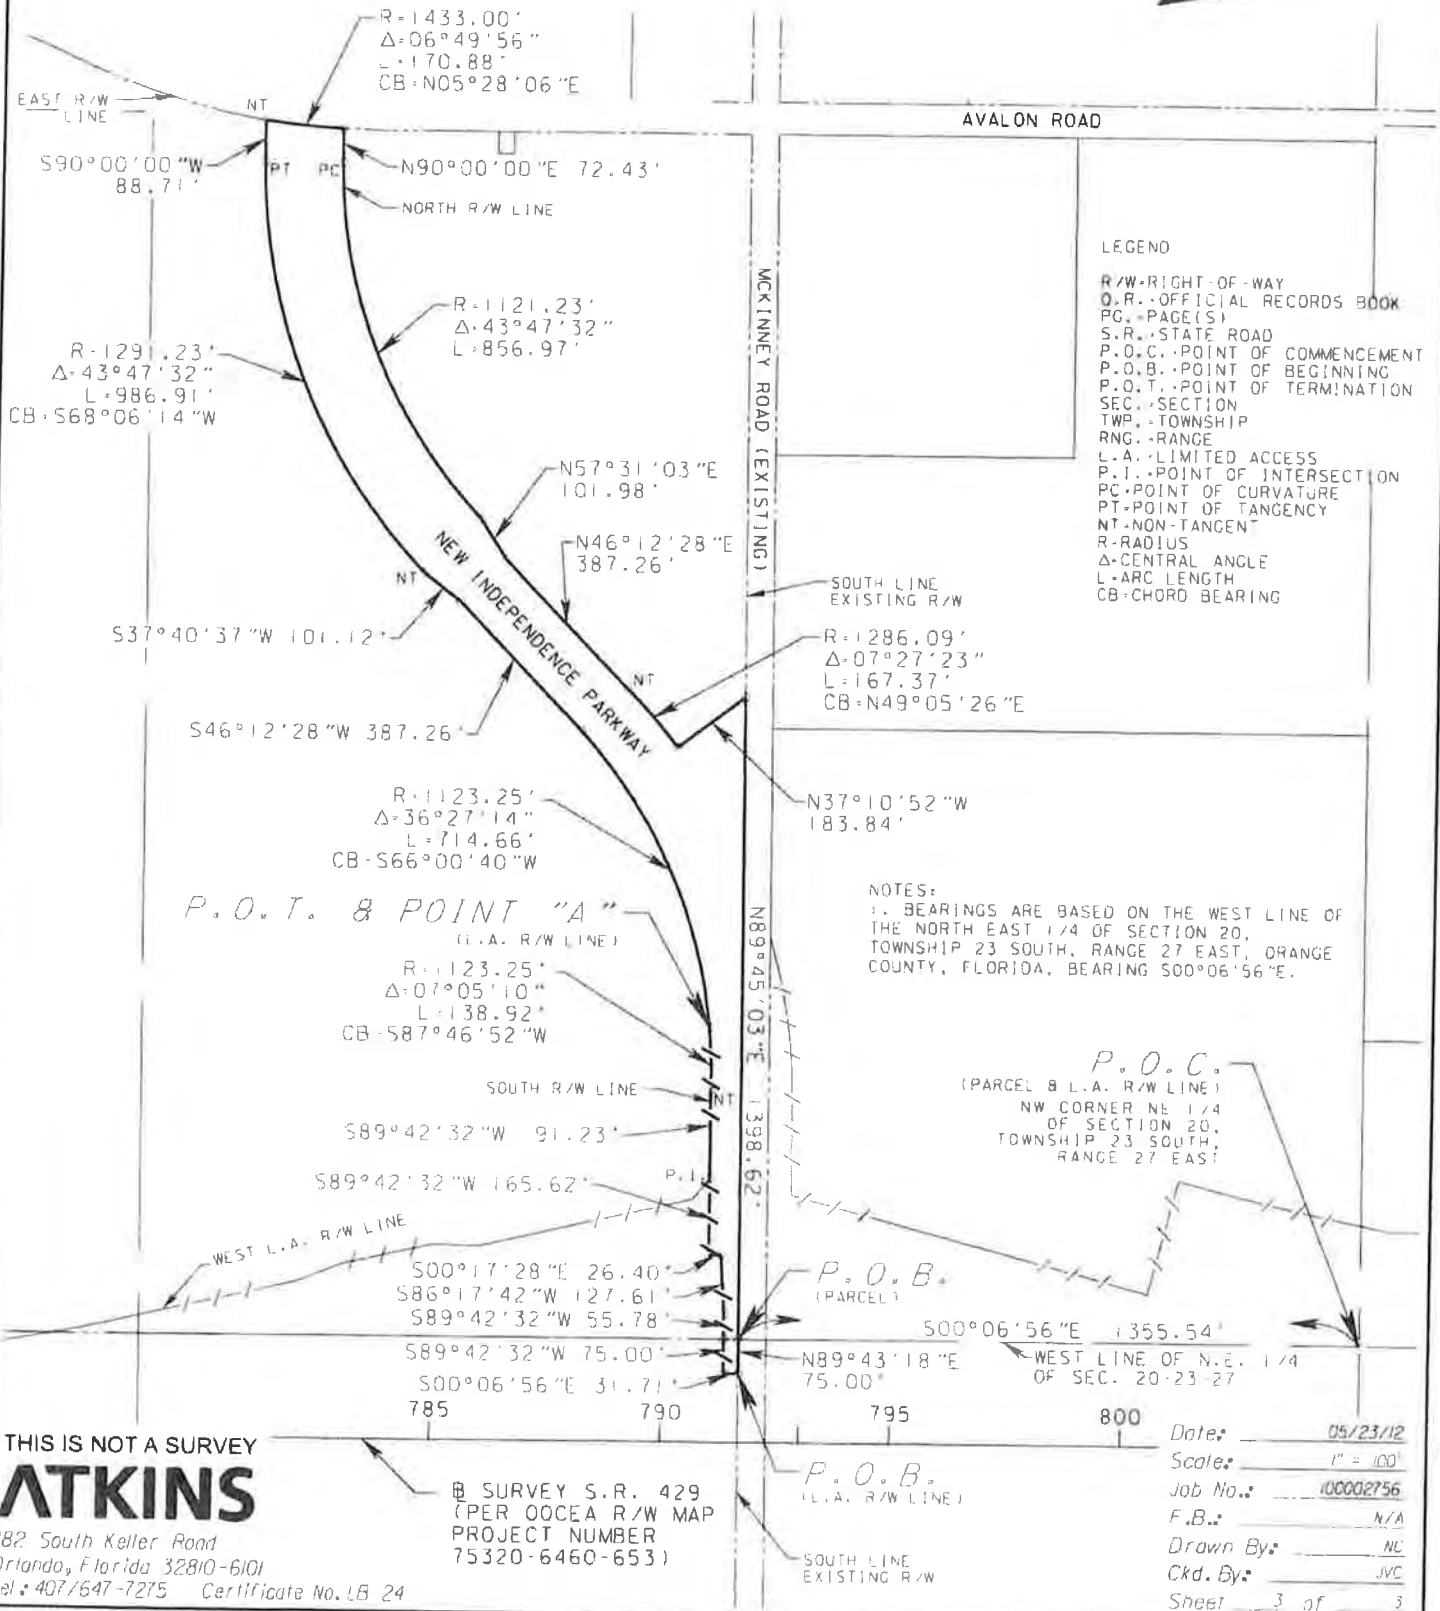 R=1433.00'
Δ=06°49'56"
L=170.88'
CB=N05°28'06"E
EAST R/W
LINE
NT
AVALON ROAD
S90°00'00"W
88.71'
PT
PC
N90°00'00"E 72.43'
NORTH R/W LINE
LEGEND
R/W=RIGHT-OF-WAY
O.R.=OFFICIAL RECORDS BOOK
PG.=PAGE(S)
S.R.=STATE ROAD
P.O.C.=POINT OF COMMENCEMENT
P.O.B.=POINT OF BEGINNING
P.O.T.=POINT OF TERMINATION
SEC.=SECTION
TWP.=TOWNSHIP
RNG.=RANGE
L.A.=LIMITED ACCESS
P.I.=POINT OF INTERSECTION
PC=POINT OF CURVATURE
PT=POINT OF TANGENCY
NT=NON-TANGENT
R=RADIUS
Δ=CENTRAL ANGLE
L=ARC LENGTH
CB=CHORD BEARING
MCKINNEY ROAD (EXISTING)
R=1121.23'
Δ=43°47'32"
L=856.97'
R=1291.23'
Δ=43°47'32"
L=986.91'
CB=S68°06'14"W
N57°31'03"E
101.98'
N46°12'28"E
387.26'
NEW INDEPENDENCE PARKWAY
NT
SOUTH LINE
EXISTING R/W
S37°40'37"W 101.12'
R=1286.09'
Δ=07°27'23"
L=167.37'
CB=N49°05'26"E
NT
S46°12'28"W 387.26'
N37°10'52"W
183.84'
R=1123.25'
Δ=36°27'14"
L=714.66'
CB=S66°00'40"W
P.O.T. & POINT "A"
(L.A. R/W LINE)
NOTES:
1. BEARINGS ARE BASED ON THE WEST LINE OF
THE NORTH EAST 1/4 OF SECTION 20,
TOWNSHIP 23 SOUTH, RANGE 27 EAST, ORANGE
COUNTY, FLORIDA, BEARING S00°06'56"E.
N89°45'03"E 1398.62'
R=1123.25'
Δ=07°05'10"
L=138.92'
CB=S87°46'52"W
SOUTH R/W LINE
NT
P.O.C.
(PARCEL & L.A. R/W LINE)
NW CORNER NE 1/4
OF SECTION 20,
TOWNSHIP 23 SOUTH,
RANGE 27 EAST
S89°42'32"W 91.23'
S89°42'32"W 165.62'
P.I.
WEST L.A. R/W LINE
S00°17'28"E 26.40'
S86°17'42"W 127.61'
S89°42'32"W 55.78'
S89°42'32"W 75.00'
S00°06'56"E 31.71'
P.O.B.
(PARCEL)
S00°06'56"E 1355.54'
WEST LINE OF N.E. 1/4
OF SEC. 20-23-27
N89°43'18"E
75.00'
785
790
795
800
THIS IS NOT A SURVEY
ATKINS
82 South Keller Road
Orlando, Florida 32810-6101
el: 407/647-7275 Certificate No. LB 24
B SURVEY S.R. 429
(PER OOCEA R/W MAP
PROJECT NUMBER
75320-6460-653)
P.O.B.
(L.A. R/W LINE)
SOUTH LINE
EXISTING R/W
Date: 05/23/12
Scale: 1" = 100'
Job No.: 100002756
F.B.: N/A
Drawn By: NC
Ckd. By: JVC
Sheet 3 of 3